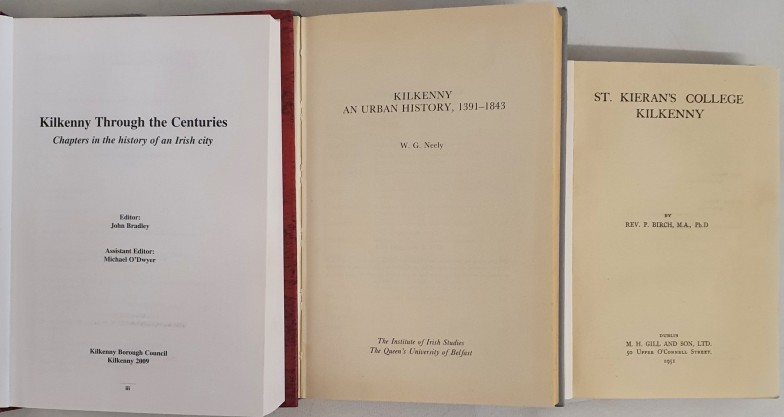 Kilkenny Through the Centuries
Chapters in the history of an Irish city
Editor:
John Bradley
Assistant Editor:
Michael O'Dwyer
Kilkenny Borough Council
Kilkenny 2009
iii
KILKENNY
AN URBAN HISTORY, 1391–1843
W. G. Neely
The Institute of Irish Studies
The Queen's University of Belfast
ST. KIERAN'S COLLEGE
KILKENNY
BY
REV. P. BIRCH, M.A., Ph.D
DUBLIN
M. H. GILL AND SON, LTD.
50 UPPER O'CONNELL STREET.
1951